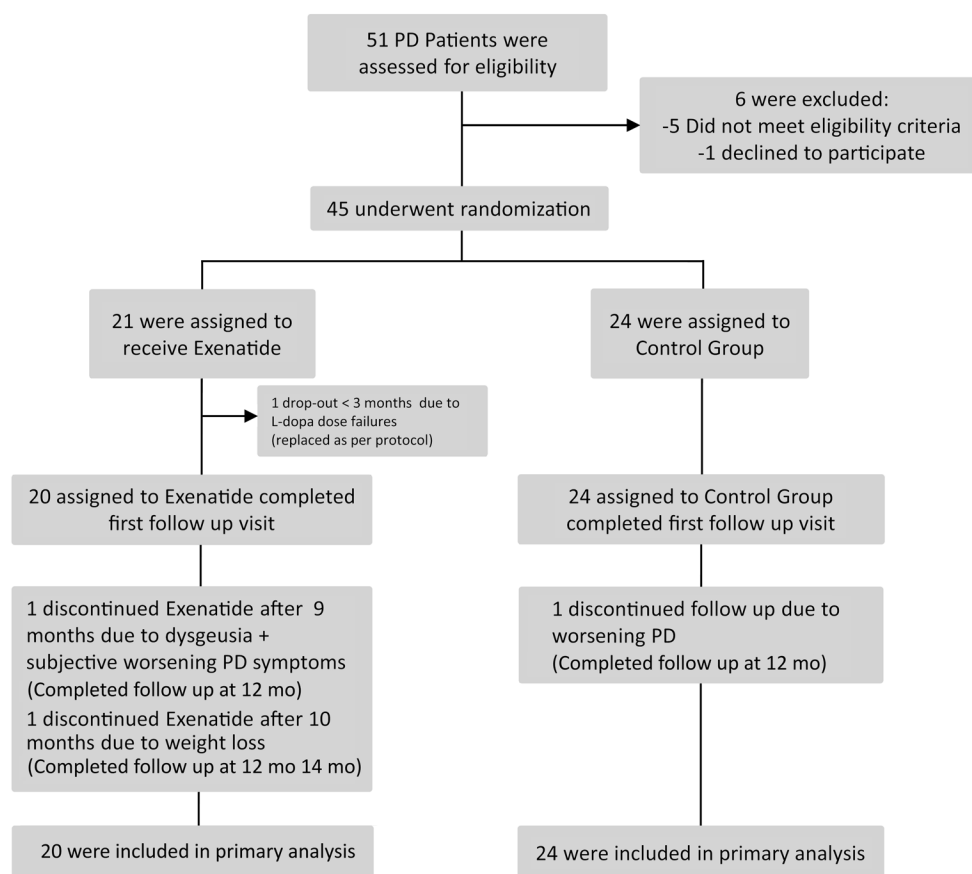 51 PD Patients were
assessed for eligibility
6 were excluded:
-5 Did not meet eligibility criteria
-1 declined to participate
45 underwent randomization
21 were assigned to
receive Exenatide
24 were assigned to
Control Group
1 drop-out < 3 months due to
L-dopa dose failures
(replaced as per protocol)
20 assigned to Exenatide completed
first follow up visit
24 assigned to Control Group
completed first follow up visit
1 discontinued Exenatide after 9
months due to dysgeusia +
subjective worsening PD symptoms
(Completed follow up at 12 mo)
1 discontinued Exenatide after 10
months due to weight loss
(Completed follow up at 12 mo 14 mo)
1 discontinued follow up due to
worsening PD
(Completed follow up at 12 mo)
20 were included in primary analysis
24 were included in primary analysis